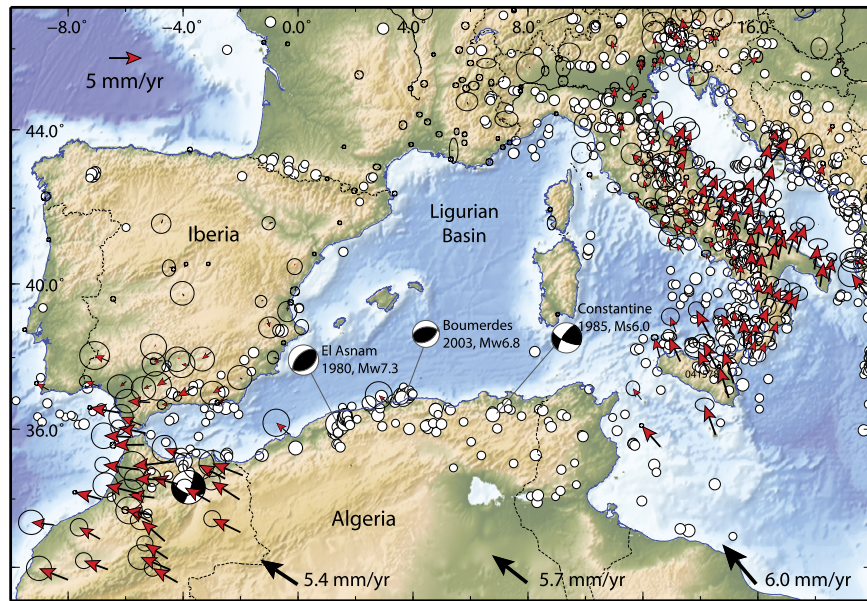 −8.0° −4.0° 0.0° 4.0° 16.0°
5 mm/yr
44.0°
Ligurian
Basin
Iberia
40.0°
Constantine
1985, Ms6.0
Boumerdes
2003, Mw6.8
El Asnam
1980, Mw7.3
36.0°
Algeria
5.4 mm/yr
5.7 mm/yr
6.0 mm/yr